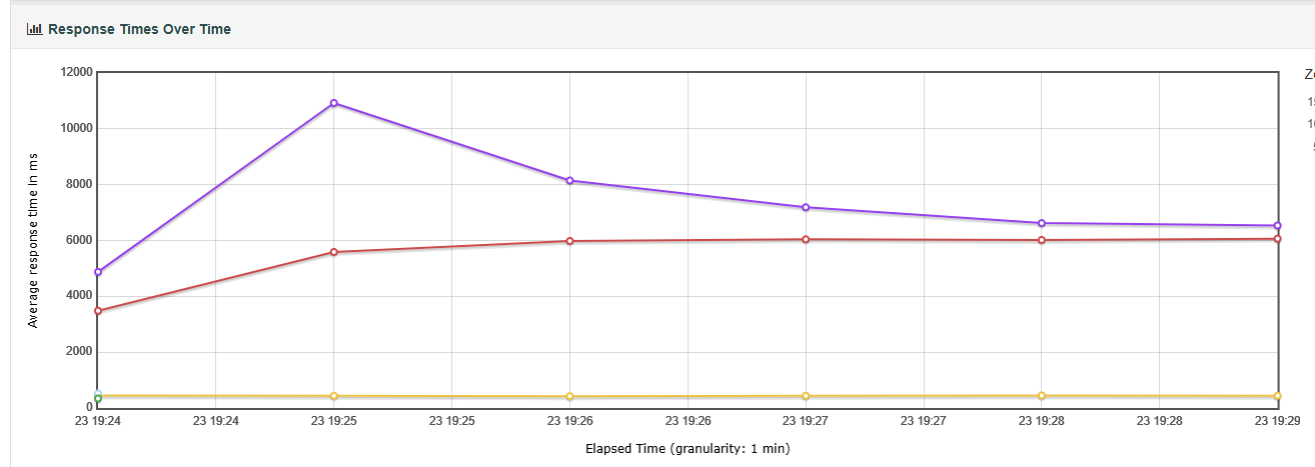 Response Times Over Time
12000
10000
8000
6000
4000
2000
0
Average response time in ms
23 19:24 23 19:24 23 19:25 23 19:25 23 19:26 23 19:26 23 19:27 23 19:27 23 19:28 23 19:28 23 19:29
Elapsed Time (granularity: 1 min)